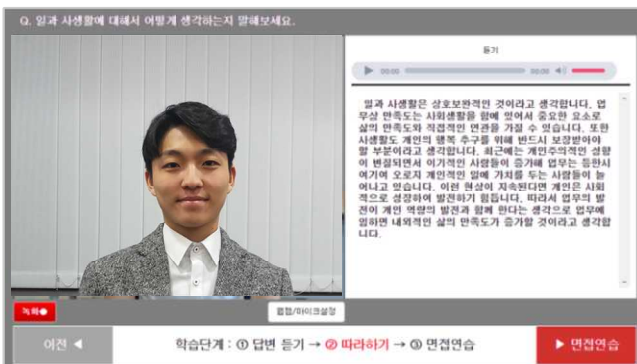 Q. 일과 사생활에 대해서 어떻게 생각하는지 말해보세요.
듣기
00:00
00:00
일과 사생활은 상호보완적인 것이라고 생각합니다. 업
무상 만족도는 사회생활을 함에 있어서 중요한 요소로
삶의 만족도와 직접적인 연관을 가질 수 있습니다. 또한
사생활도 개인의 행복 추구를 위해 반드시 보장받아야
할 부분이라고 생각합니다. 최근에는 개인주의적인 성향
이 변질되면서 이기적인 사람들이 증가해 업무는 등한시
여기여 오로지 개인적인 일에 가치를 두는 사람들이 늘
어나고 있습니다. 이런 현상이 지속된다면 개인은 사회
적으로 성장하여 발전하기 힘듭니다. 따라서 업무의 발
전이 개인 역량의 발전과 함께 한다는 생각으로 업무에
임하면 내외적인 삶의 만족도가 증가할 것이라고 생각합
니다.
녹화
웹캠/마이크설정
이전 ◀
학습단계 : ① 답변 듣기 → ② 따라하기 → ③ 면접연습
▶ 면접연습